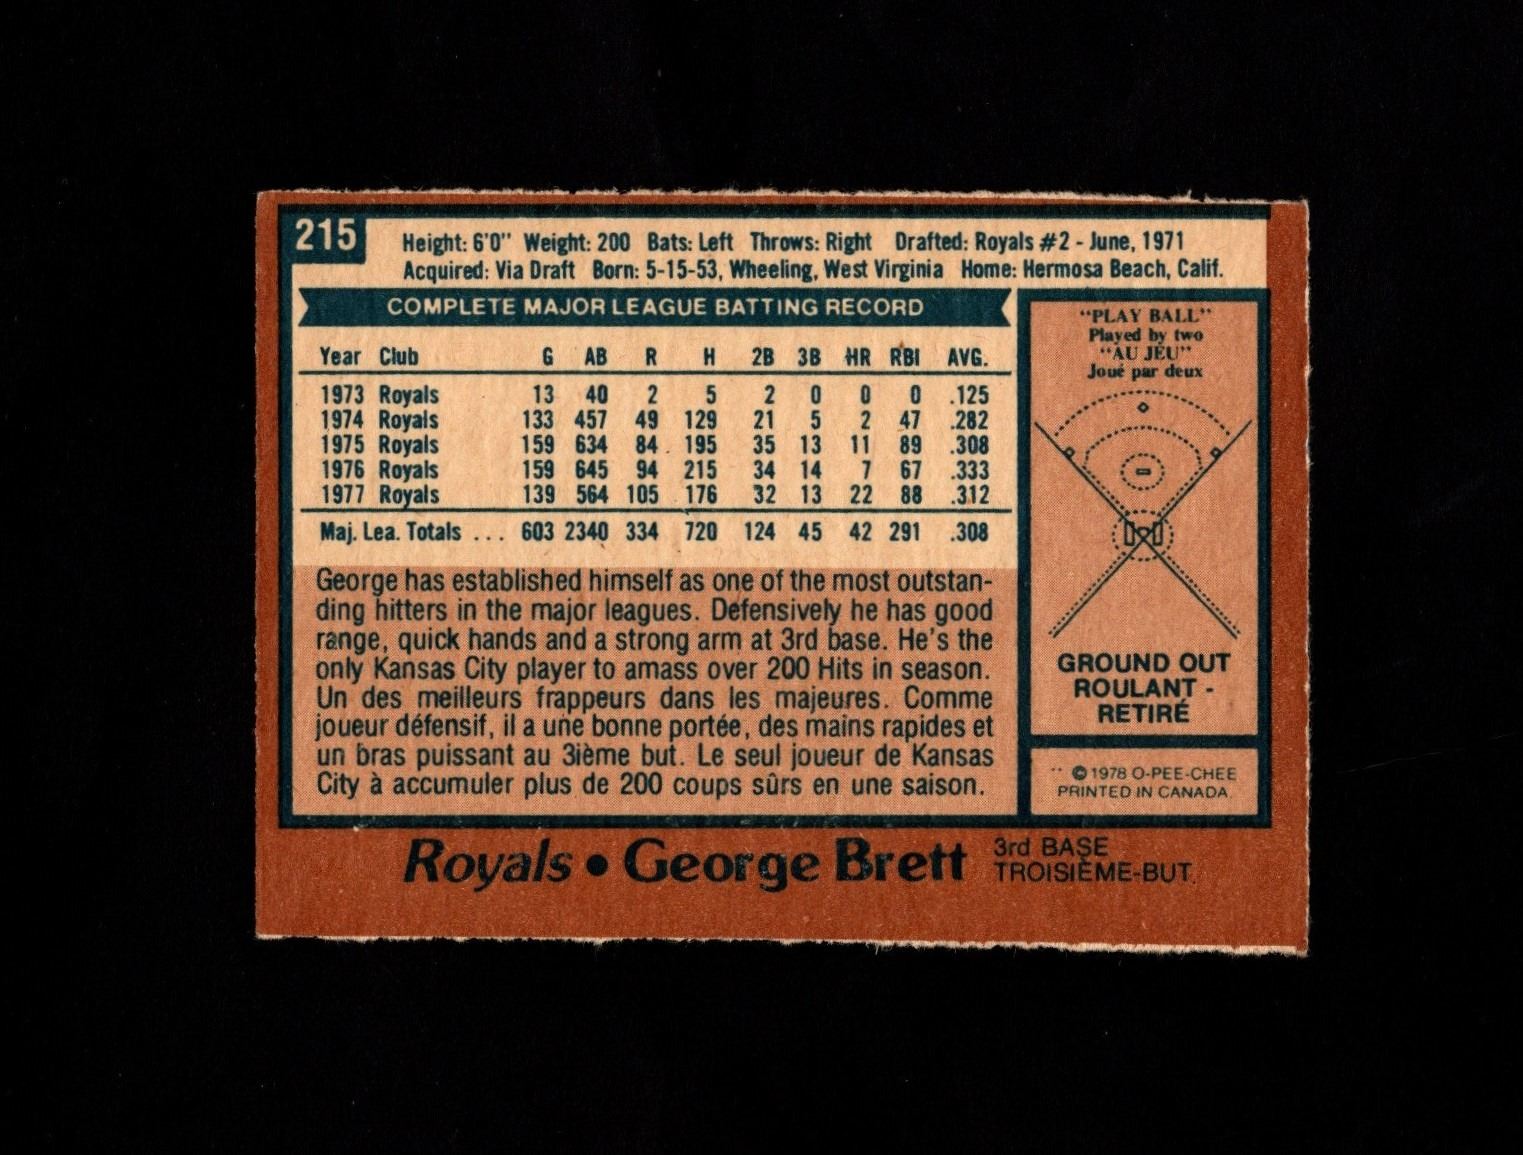 215
Height: 6'0" Weight: 200 Bats: Left Throws: Right Drafted: Royals #2 - June, 1971
Acquired: Via Draft Born: 5-15-53, Wheeling, West Virginia Home: Hermosa Beach, Calif.
COMPLETE MAJOR LEAGUE BATTING RECORD
Year Club G AB R H 2B 3B HR RBI AVG.
1973 Royals 13 40 2 5 2 0 0 0 .125
1974 Royals 133 457 49 129 21 5 2 47 .282
1975 Royals 159 634 84 195 35 13 11 89 .308
1976 Royals 159 645 94 215 34 14 7 67 .333
1977 Royals 139 564 105 176 32 13 22 88 .312
Maj. Lea. Totals ... 603 2340 334 720 124 45 42 291 .308
George has established himself as one of the most outstan-
ding hitters in the major leagues. Defensively he has good
range, quick hands and a strong arm at 3rd base. He's the
only Kansas City player to amass over 200 Hits in season.
Un des meilleurs frappeurs dans les majeures. Comme
joueur défensif, il a une bonne portée, des mains rapides et
un bras puissant au 3ième but. Le seul joueur de Kansas
City à accumuler plus de 200 coups sûrs en une saison.
"PLAY BALL"
Played by two
"AU JEU"
Joué par deux
GROUND OUT
ROULANT -
RETIRÉ
©1978 O-PEE-CHEE
PRINTED IN CANADA.
Royals • George Brett
3rd BASE
TROISIÈME-BUT.